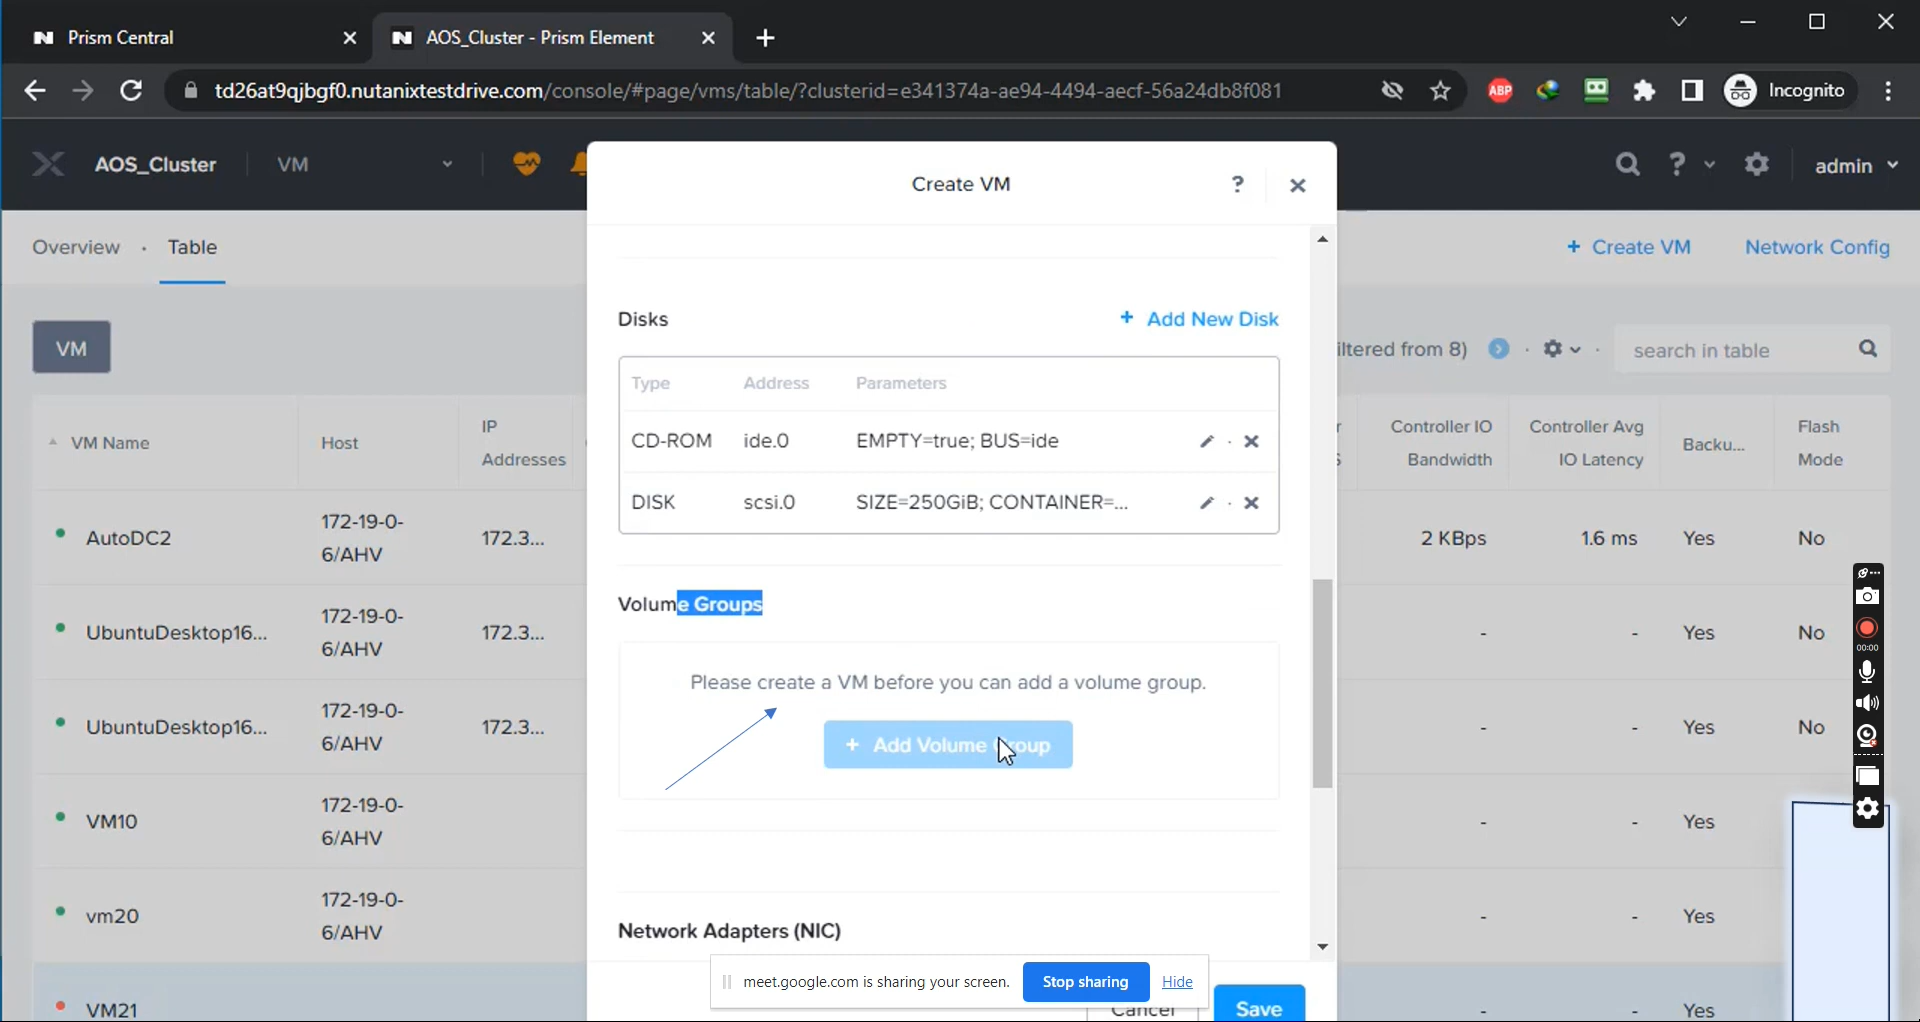 Prism Central
AOS_Cluster - Prism Element
td26at9qjbgf0.nutanixtestdrive.com/console/#page/vms/table/?clusterid=e341374a-ae94-4494-aecf-56a24db8f081
ABP
Incognito
AOS_Cluster
VM
Create VM
?
?
admin
Overview · Table
+ Create VM
Network Config
VM
Disks
+ Add New Disk
iltered from 8)
search in table
Type Address Parameters
CD-ROM ide.0 EMPTY=true; BUS=ide
DISK scsi.0 SIZE=250GiB; CONTAINER=...
VM Name
Host
IP
Addresses
Controller IO
Bandwidth
Controller Avg
IO Latency
Backu...
Flash
Mode
AutoDC2
172-19-0-
6/AHV
172.3...
2 KBps
1.6 ms
Yes
No
Volume Groups
UbuntuDesktop16...
172-19-0-
6/AHV
172.3...
-
-
Yes
No
Please create a VM before you can add a volume group.
+ Add Volume Group
UbuntuDesktop16...
172-19-0-
6/AHV
172.3...
-
-
Yes
No
00:00
VM10
172-19-0-
6/AHV
-
-
Yes
vm20
172-19-0-
6/AHV
-
-
Yes
Network Adapters (NIC)
meet.google.com is sharing your screen.
Stop sharing
Hide
Cancel
Save
VM21
-
-
Yes